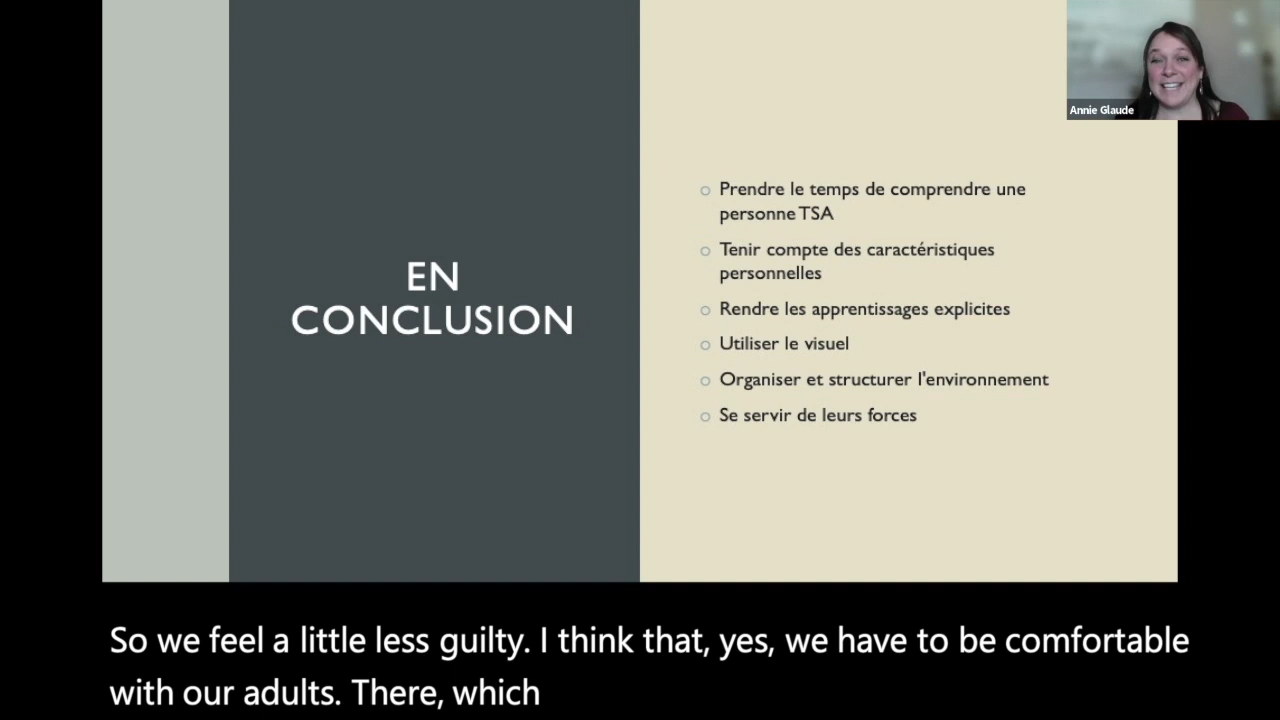 Annie Glaude
EN
CONCLUSION
Prendre le temps de comprendre une
personne TSA
Tenir compte des caractéristiques
personnelles
Rendre les apprentissages explicites
Utiliser le visuel
Organiser et structurer l'environnement
Se servir de leurs forces
So we feel a little less guilty. I think that, yes, we have to be comfortable
with our adults. There, which